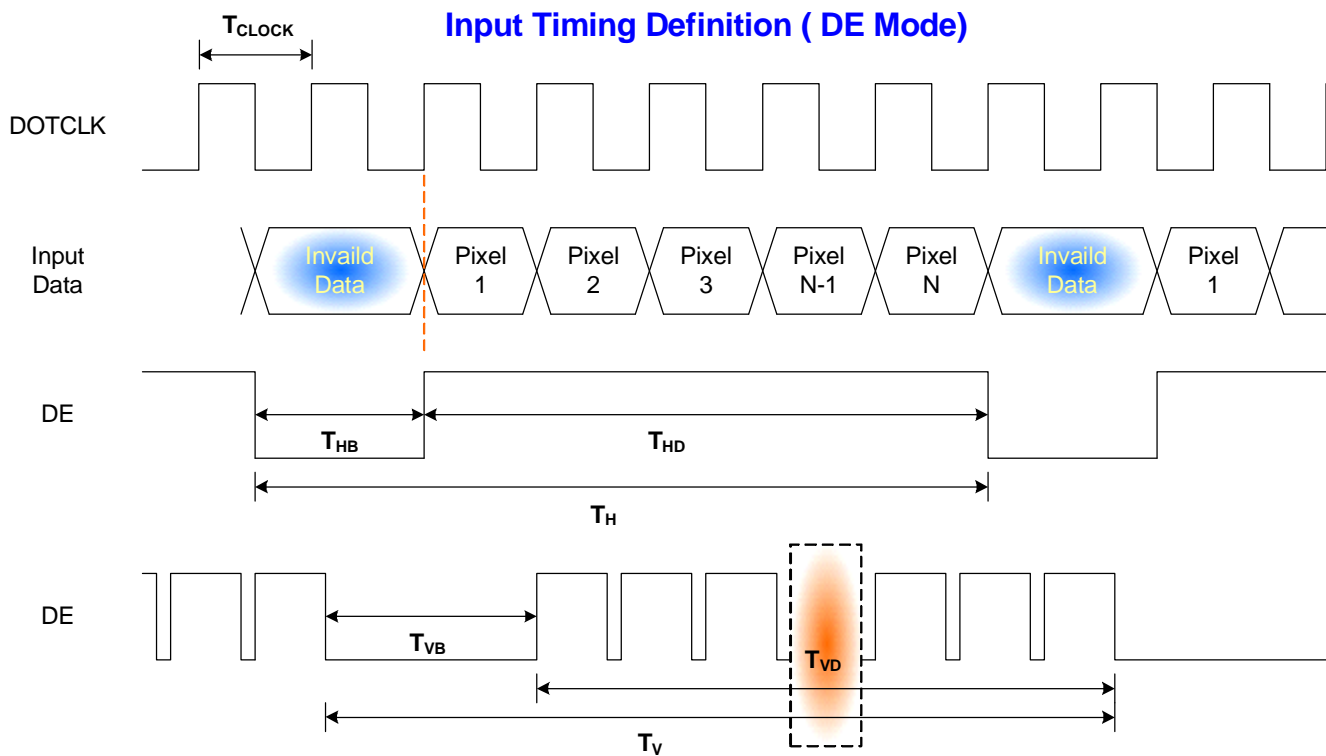 Input Timing Definition ( DE Mode)
TCLOCK
DOTCLK
Input
Data
Invaild
Data
Pixel
1
Pixel
2
Pixel
3
Pixel
N-1
Pixel
N
Invaild
Data
Pixel
1
DE
THB
THD
TH
DE
TVB
TVD
TV